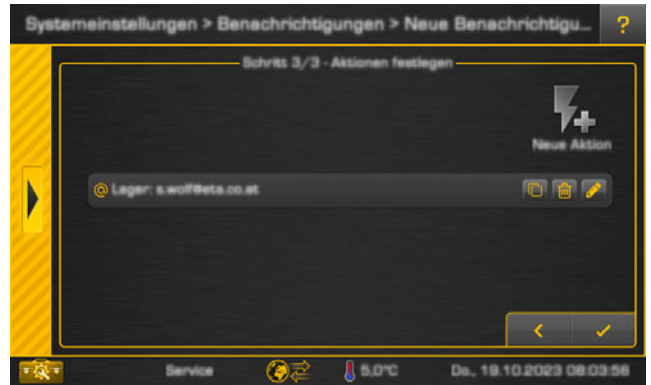 Systemeinstellungen > Benachrichtigungen > Neue Benachrichtigu...
?
Schritt 3/3 - Aktionen festlegen
Neue Aktion
@ Lager: s.wolf@eta.co.at
Service
5,0°C
Do., 19.10.2023 08:03:56